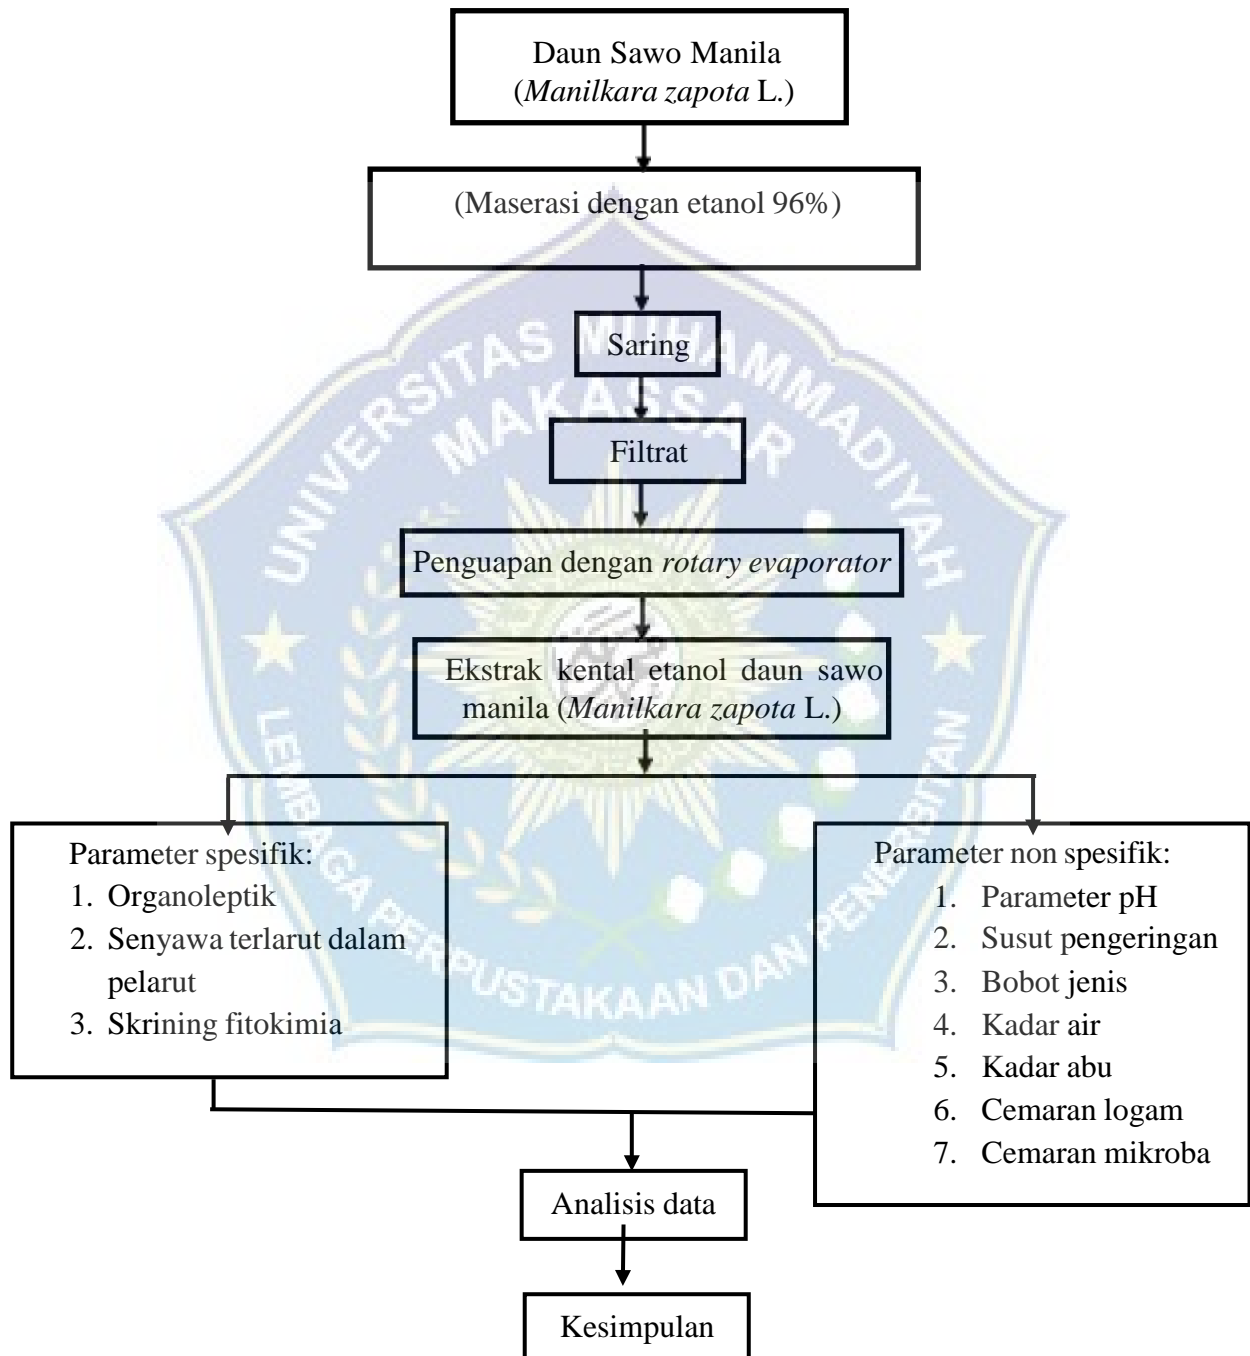 Daun Sawo Manila
(Manilkara zapota L.)
(Maserasi dengan etanol 96%)
Saring
Filtrat
Penguapan dengan rotary evaporator
Ekstrak kental etanol daun sawo
manila (Manilkara zapota L.)
Parameter spesifik:
1. Organoleptik
2. Senyawa terlarut dalam
pelarut
3. Skrining fitokimia
Parameter non spesifik:
1. Parameter pH
2. Susut pengeringan
3. Bobot jenis
4. Kadar air
5. Kadar abu
6. Cemaran logam
7. Cemaran mikroba
Analisis data
Kesimpulan
UNIVERSITAS MUHAMMADIYAH
MAKASSAR
LEMBAGA PERPUSTAKAAN DAN PENERBITAN